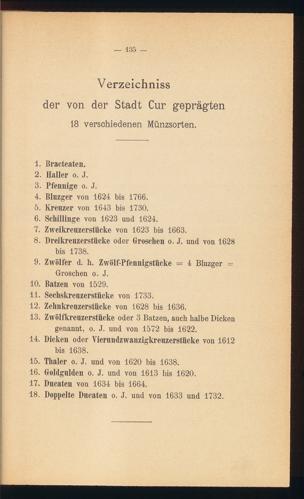 — 135 —
Verzeichniss
der von der Stadt Cur geprägten
18 verschiedenen Münzsorten.
1. Bracteaten.
2. Haller o. J.
3. Pfennige o. J.
4. Bluzger von 1624 bis 1766.
5. Kreuzer von 1643 bis 1730.
6. Schillinge von 1623 und 1624.
7. Zweikreuzerstücke von 1623 bis 1663.
8. Dreikreuzerstücke oder Groschen o. J. und von 1628
bis 1738.
9. Zwölfer d. h. Zwölf-Pfennigstücke = 4 Bluzger =
Groschen o. J.
10. Batzen von 1529.
11. Sechskreuzerstücke von 1733.
12. Zehnkreuzerstücke von 1628 bis 1636.
13. Zwölfkreuzerstücke oder 3 Batzen, auch halbe Dicken
genannt, o. J. und von 1572 bis 1622.
14. Dicken oder Vierundzwanzigkreuzerstücke von 1612
bis 1638.
15. Thaler o. J. und von 1620 bis 1638.
16. Goldgulden o. J. und von 1613 bis 1620.
17. Ducaten von 1634 bis 1664.
18. Doppelte Ducaten o. J. und von 1633 und 1732.